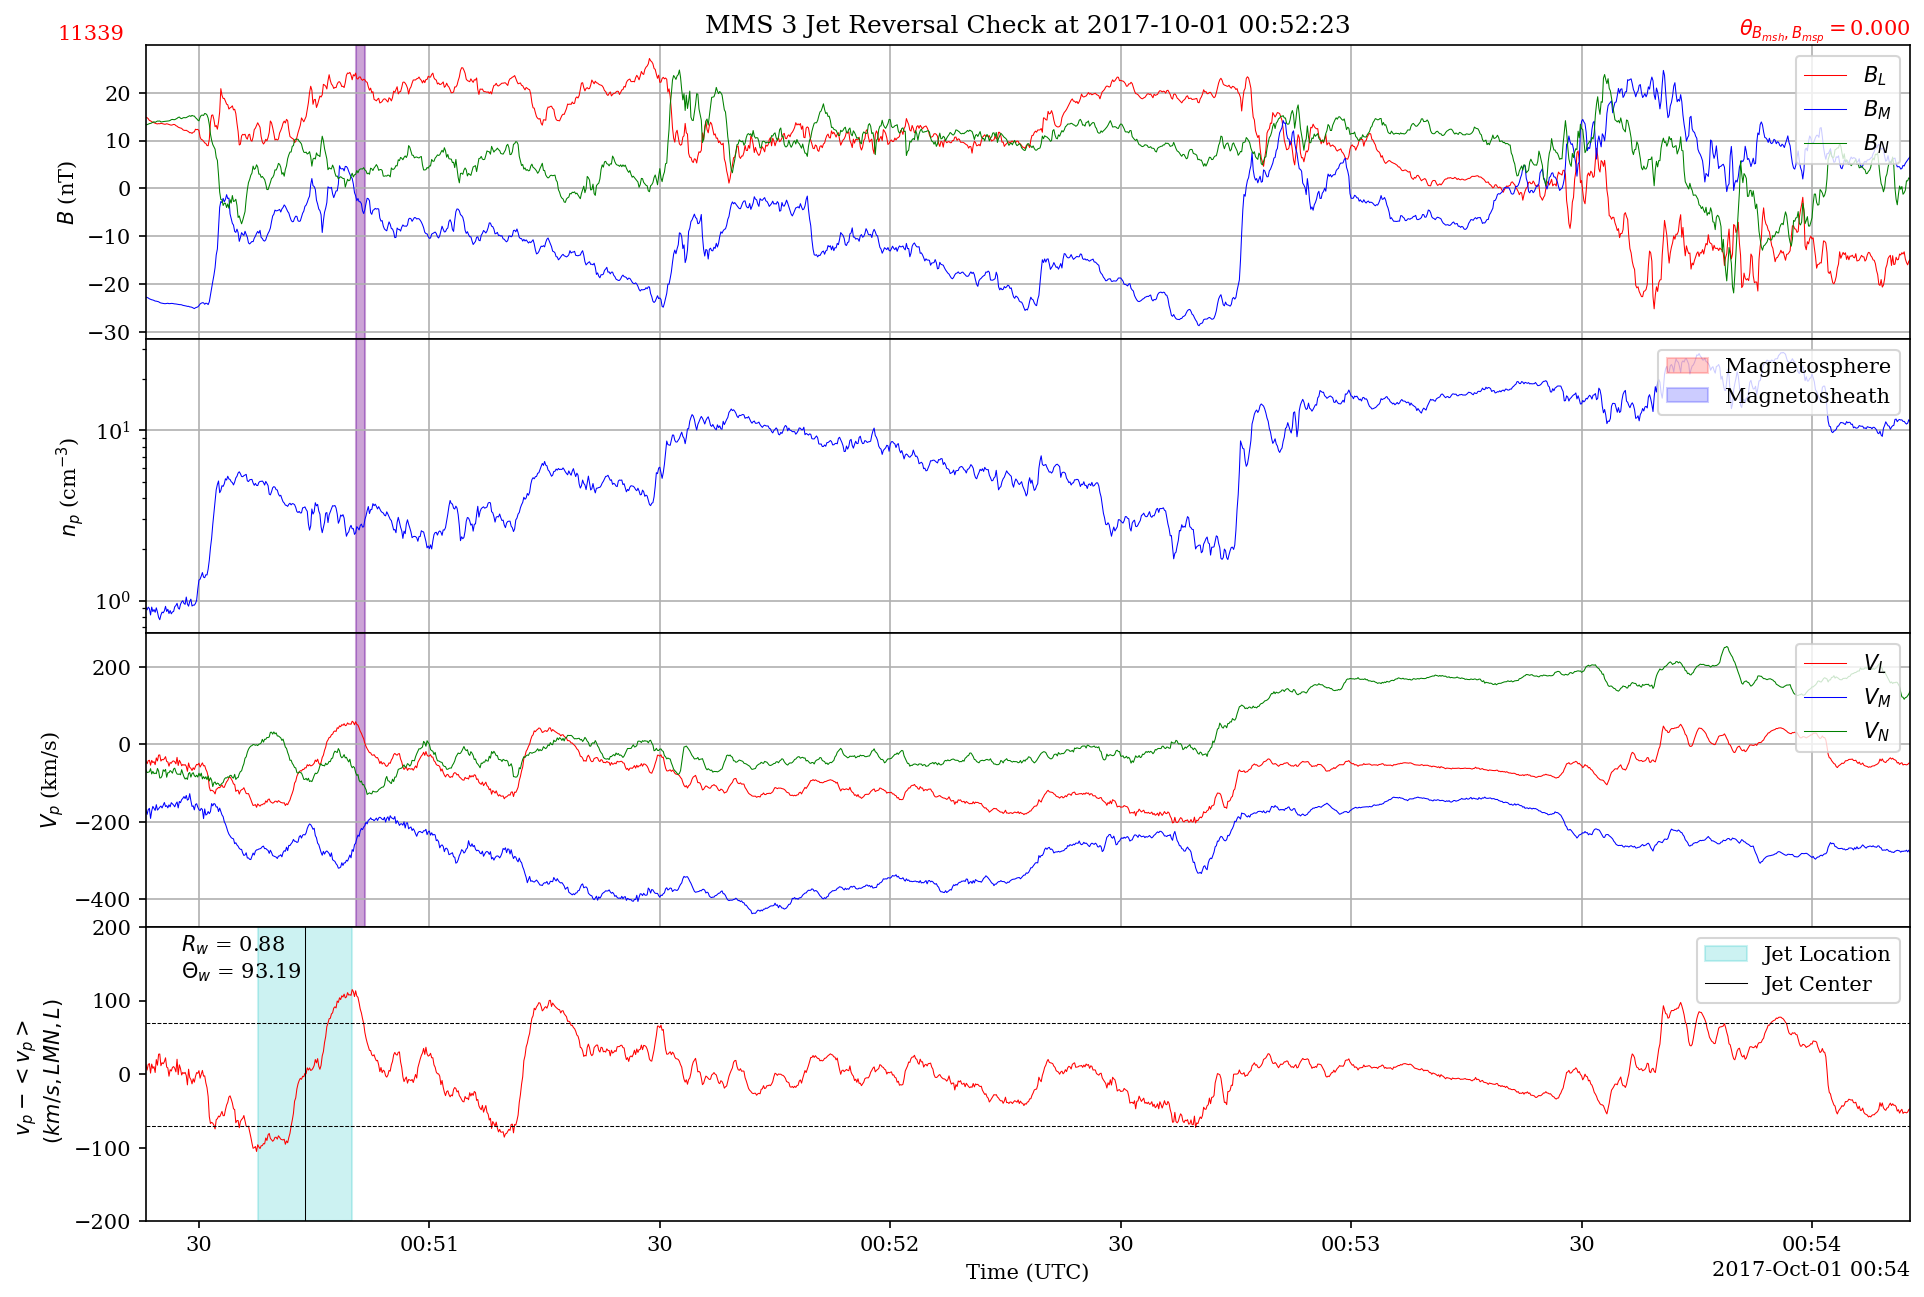 MMS 3 Jet Reversal Check at 2017-10-01 00:52:23
11339
θ_{B_{msh}, B_{msp}} = 0.000
B (nT)
20
10
0
−10
−20
−30
B_L
B_M
B_N
n_p (cm^{−3})
10^1
10^0
Magnetosphere
Magnetosheath
V_p (km/s)
200
0
−200
−400
V_L
V_M
V_N
v_p − < v_p >
(km/s, LMN, L)
200
100
0
−100
−200
R_w = 0.88
Θ_w = 93.19
Jet Location
Jet Center
30 00:51 30 00:52 30 00:53 30 00:54
Time (UTC)
2017-Oct-01 00:54